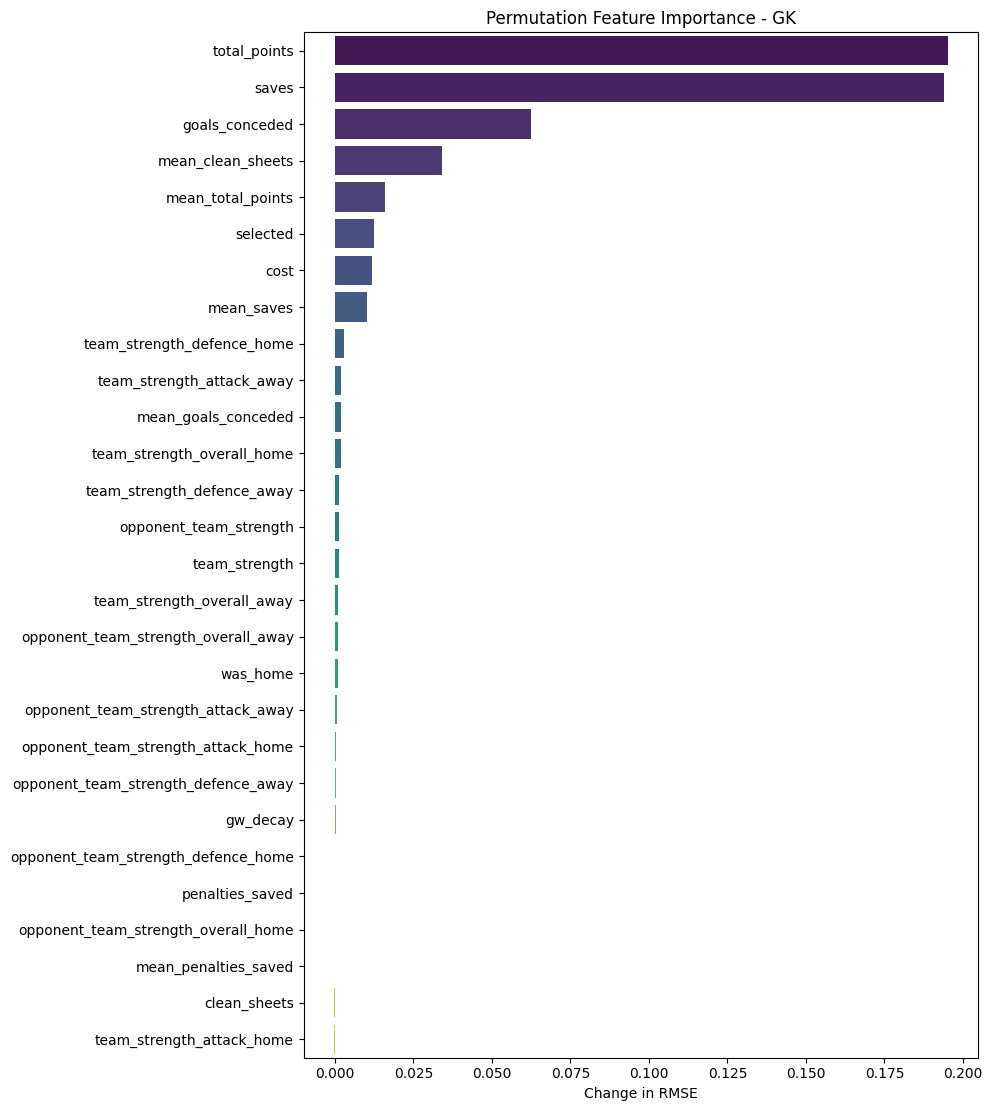 Permutation Feature Importance - GK
total_points
saves
goals_conceded
mean_clean_sheets
mean_total_points
selected
cost
mean_saves
team_strength_defence_home
team_strength_attack_away
mean_goals_conceded
team_strength_overall_home
team_strength_defence_away
opponent_team_strength
team_strength
team_strength_overall_away
opponent_team_strength_overall_away
was_home
opponent_team_strength_attack_away
opponent_team_strength_attack_home
opponent_team_strength_defence_away
gw_decay
opponent_team_strength_defence_home
penalties_saved
opponent_team_strength_overall_home
mean_penalties_saved
clean_sheets
team_strength_attack_home
0.000 0.025 0.050 0.075 0.100 0.125 0.150 0.175 0.200
Change in RMSE